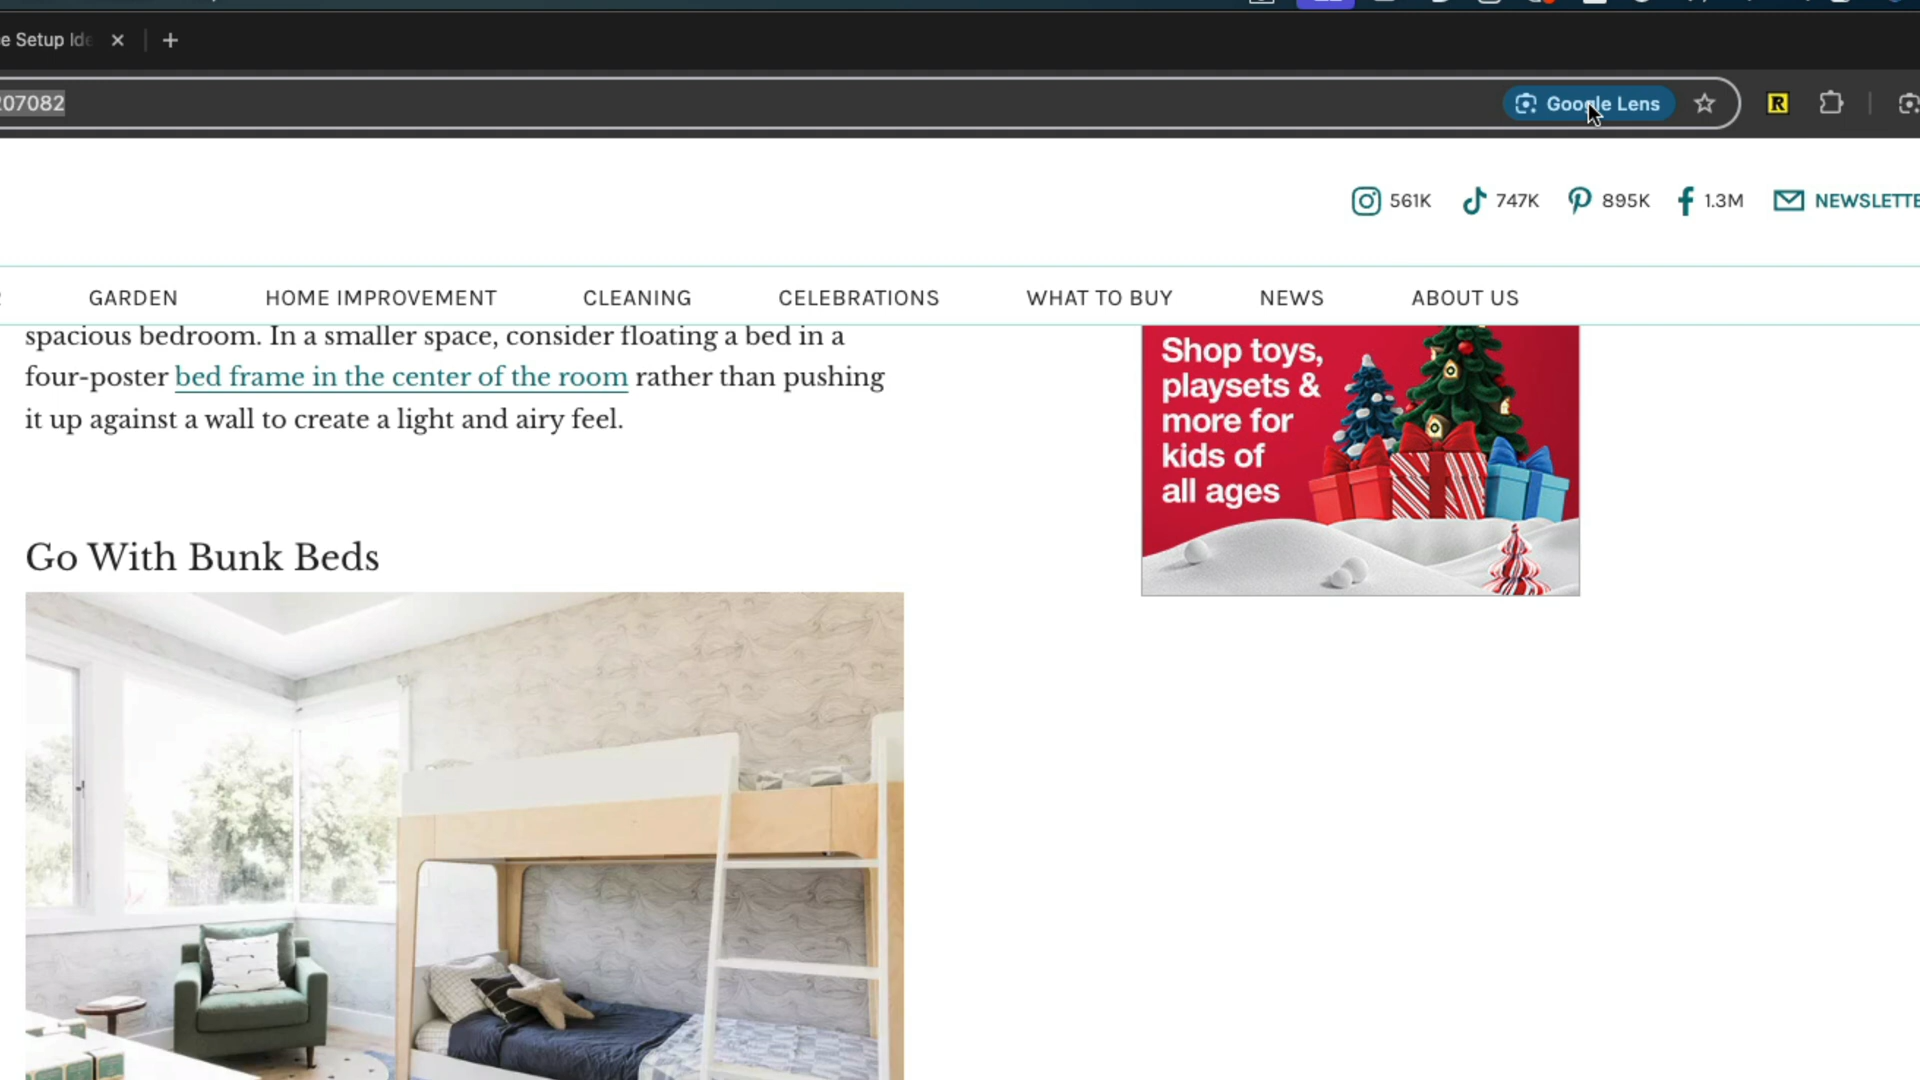 e Setup Ide
207082
Google Lens
R
561K
747K
895K
1.3M
NEWSLETTE
GARDEN
HOME IMPROVEMENT
CLEANING
CELEBRATIONS
WHAT TO BUY
NEWS
ABOUT US
spacious bedroom. In a smaller space, consider floating a bed in a
four-poster bed frame in the center of the room rather than pushing
it up against a wall to create a light and airy feel.
Shop toys,
playsets &
more for
kids of
all ages
Go With Bunk Beds